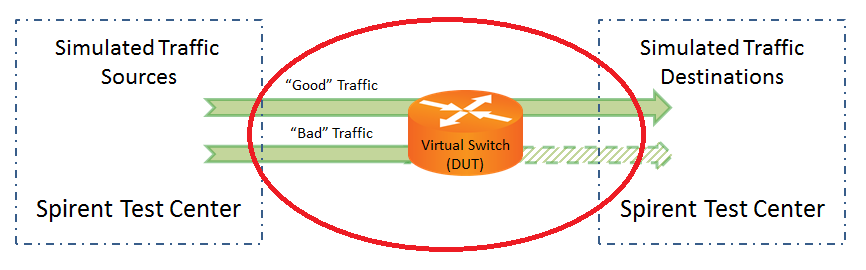 Simulated Traffic
Sources
Simulated Traffic
Destinations
“Good” Traffic
“Bad” Traffic
Virtual Switch
(DUT)
Spirent Test Center
Spirent Test Center